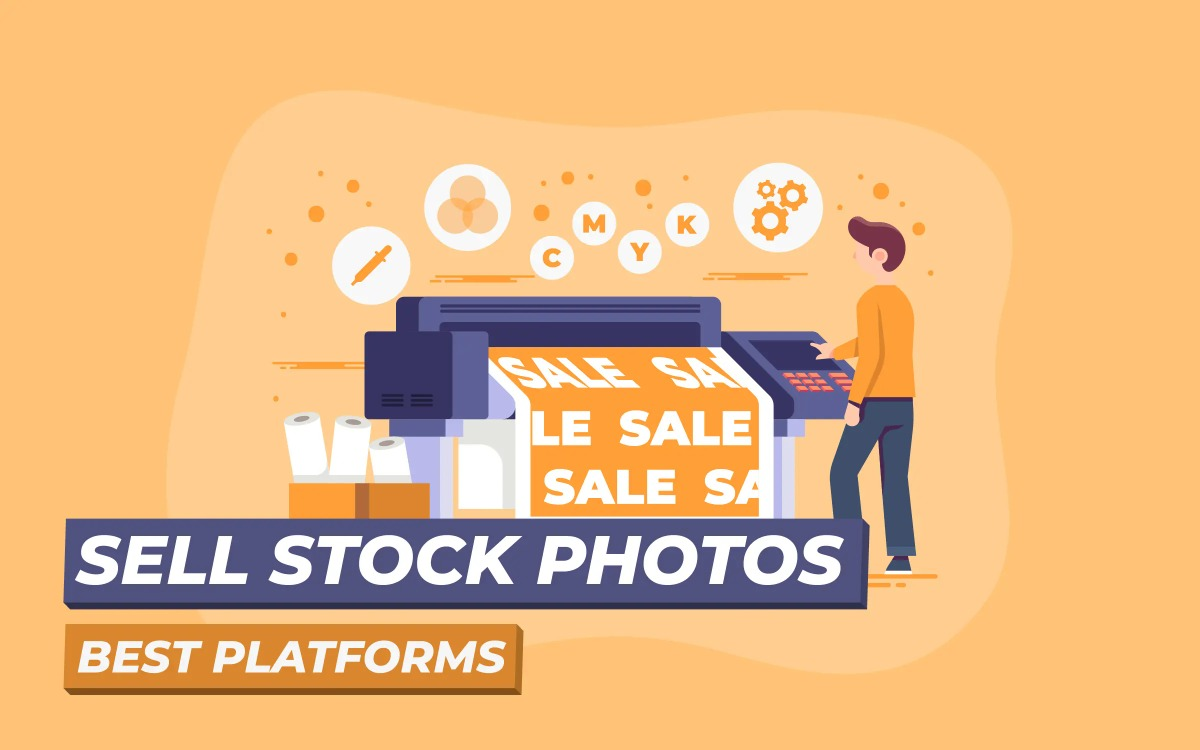 C M Y K
SALE SA
LE SALE
SALE SA
SELL STOCK PHOTOS
BEST PLATFORMS